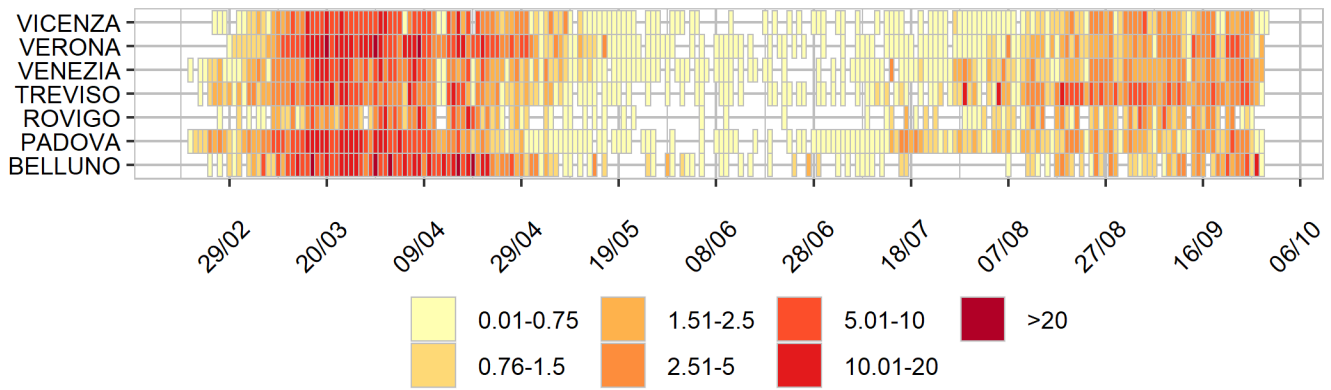 VICENZA
VERONA
VENEZIA
TREVISO
ROVIGO
PADOVA
BELLUNO
29/02 20/03 09/04 29/04 19/05 08/06 28/06 18/07 07/08 27/08 16/09 06/10
0.01-0.75 1.51-2.5 5.01-10 >20
0.76-1.5 2.51-5 10.01-20